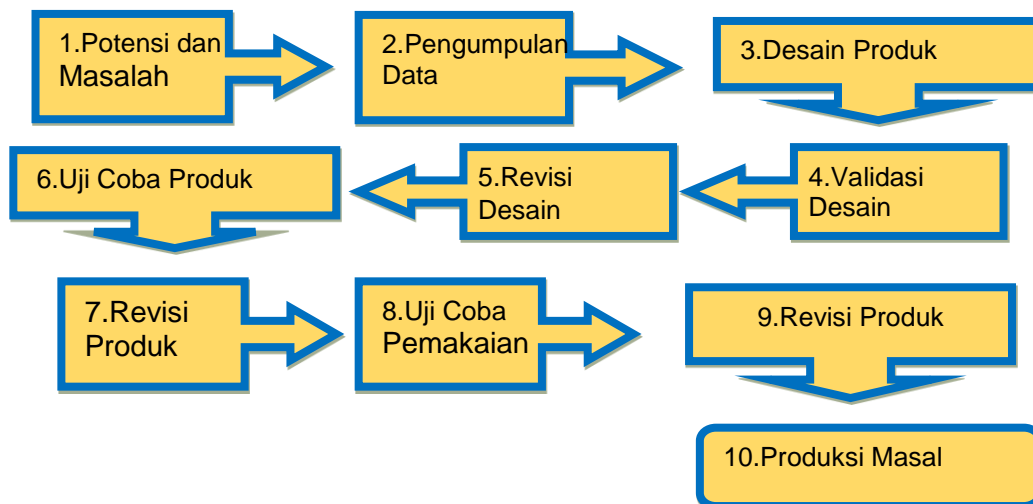 1.Potensi dan
Masalah
2.Pengumpulan
Data
3.Desain Produk
4.Validasi
Desain
5.Revisi
Desain
6.Uji Coba Produk
7.Revisi
Produk
8.Uji Coba
Pemakaian
9.Revisi Produk
10.Produksi Masal